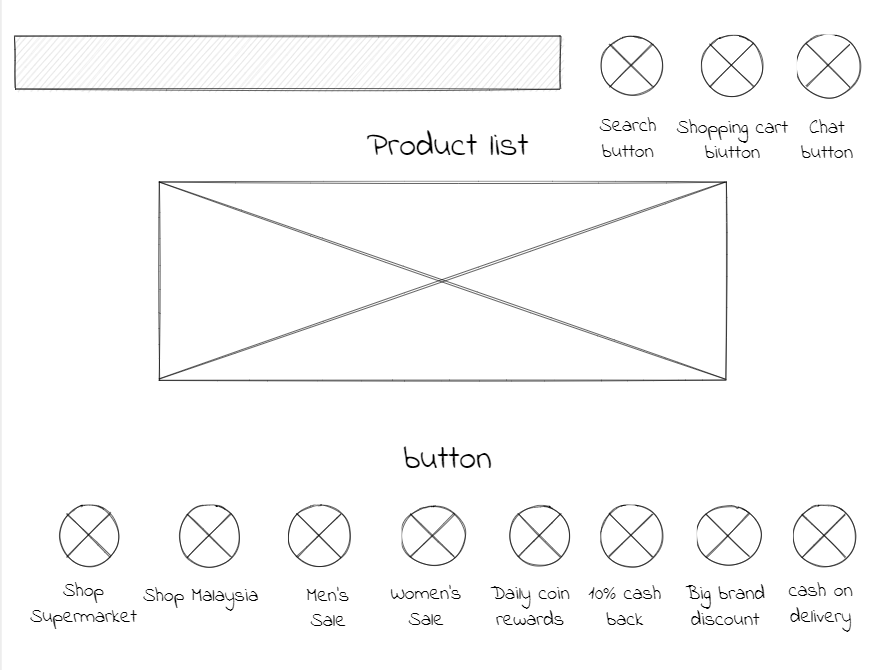 Search
button
Shopping cart
biutton
Chat
button
Product list
button
Shop
Supermarket
Shop Malaysia
Men's
Sale
Women's
Sale
Daily coin
rewards
10% cash
back
Big brand
discount
cash on
delivery